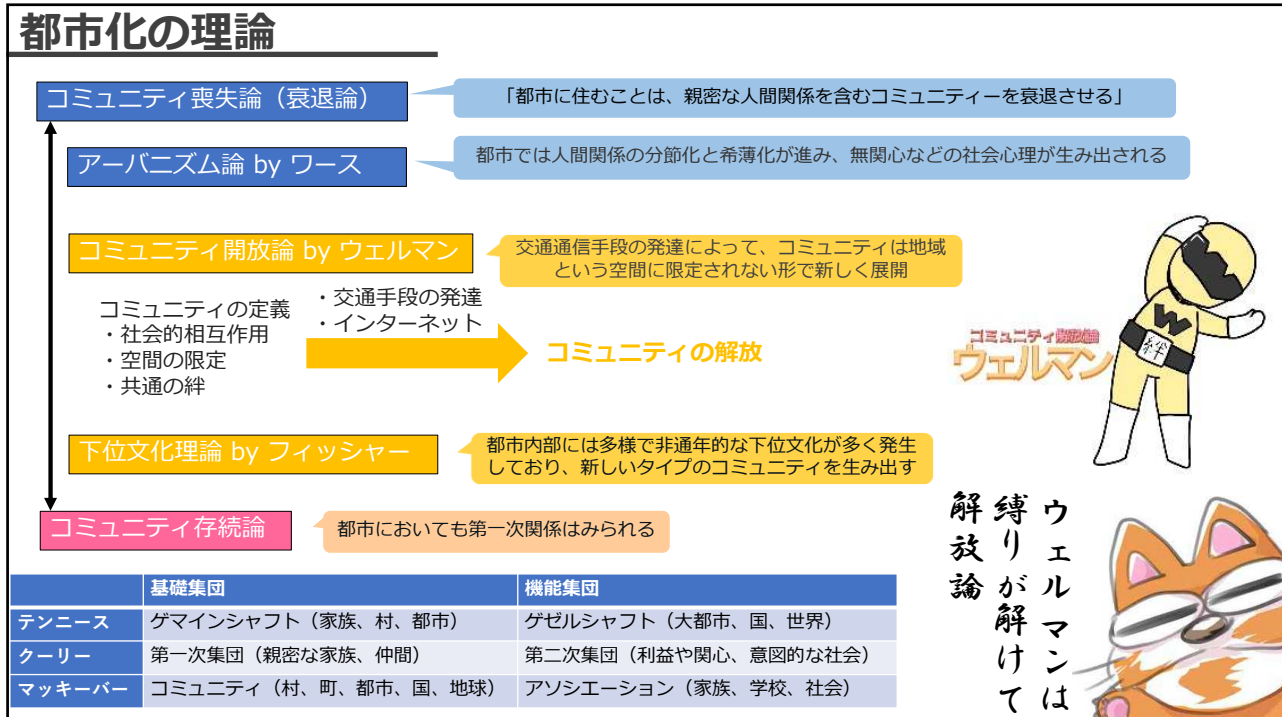 都市化の理論
コミュニティ喪失論（衰退論）
「都市に住むことは、親密な人間関係を含むコミュニティーを衰退させる」
アーバニズム論 by ワース
都市では人間関係の分節化と希薄化が進み、無関心などの社会心理が生み出される
コミュニティ開放論 by ウェルマン
交通通信手段の発達によって、コミュニティは地域
という空間に限定されない形で新しく展開
コミュニティの定義
・社会的相互作用
・空間の限定
・共通の絆
・交通手段の発達
・インターネット
コミュニティの解放
コミュニティ解放論
ウェルマン
W
絆
下位文化理論 by フィッシャー
都市内部には多様で非通年的な下位文化が多く発生
しており、新しいタイプのコミュニティを生み出す
コミュニティ存続論
都市においても第一次関係はみられる
ウェルマンは
縛りが解けて
解放論
基礎集団 機能集団
テンニース ゲマインシャフト（家族、村、都市） ゲゼルシャフト（大都市、国、世界）
クーリー 第一次集団（親密な家族、仲間） 第二次集団（利益や関心、意図的な社会）
マッキーバー コミュニティ（村、町、都市、国、地球） アソシエーション（家族、学校、社会）